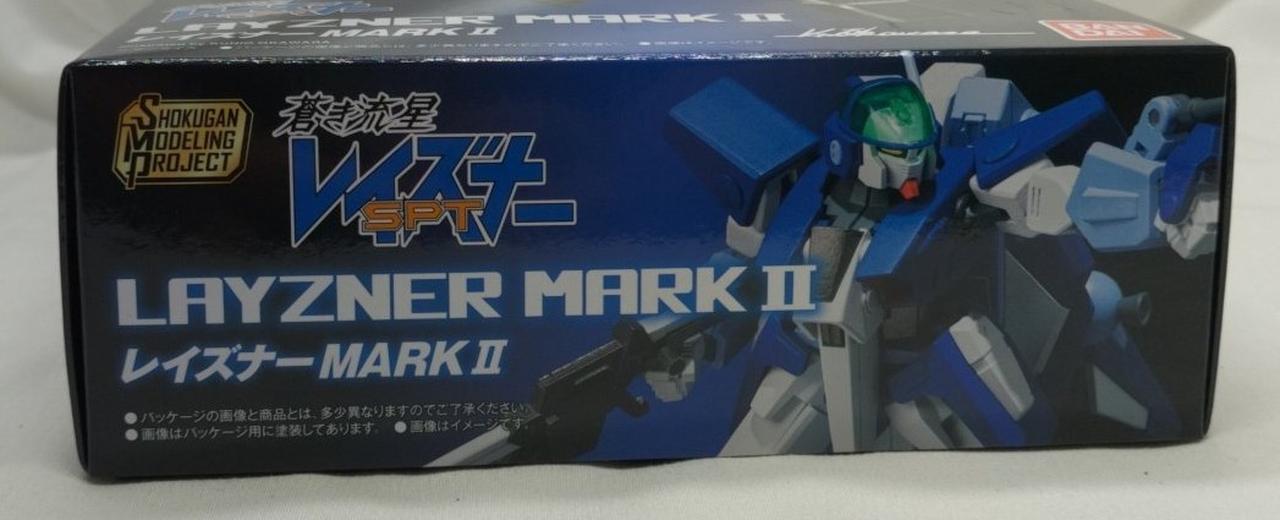 LAYZNER MARK II
レイズナー MARK II
BAN
DAI
SHOKUGAN
MODELING
PROJECT
蒼き流星
レイズナー
SPT
LAYZNER MARK II
レイズナー MARK II
●パッケージの画像と商品とは、多少異なりますのでご了承ください。
●画像はパッケージ用に塗装してあります。 ●画像はイメージです。